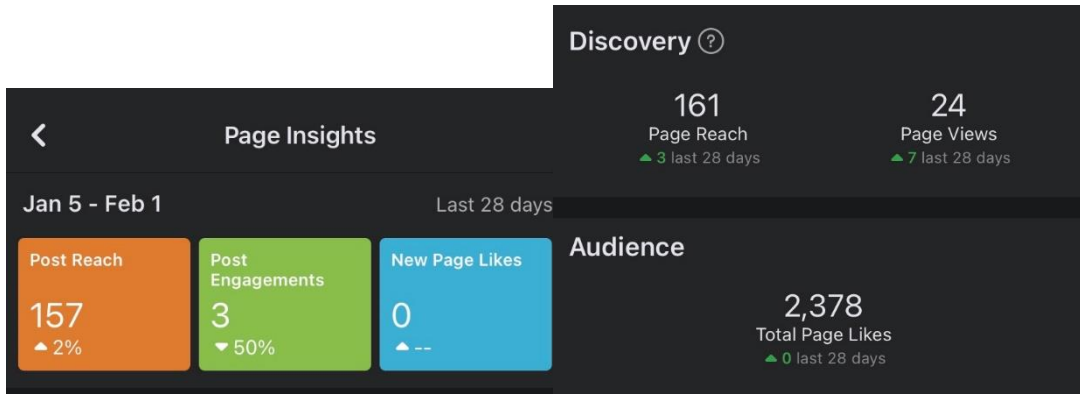 Page Insights
Jan 5 - Feb 1
Last 28 days
Post Reach
157
2%
Post
Engagements
3
50%
New Page Likes
0
--
Discovery ?
161
Page Reach
3 last 28 days
24
Page Views
7 last 28 days
Audience
2,378
Total Page Likes
0 last 28 days